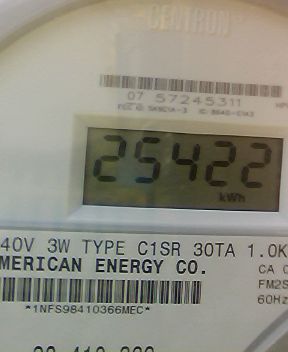 CENTRON
07 57245311
25422
kWh
40V 3W TYPE C1SR 30TA 1.0K
MERICAN ENERGY CO.
CA 0
FM2S
60Hz
*1NFS98410366MEC*